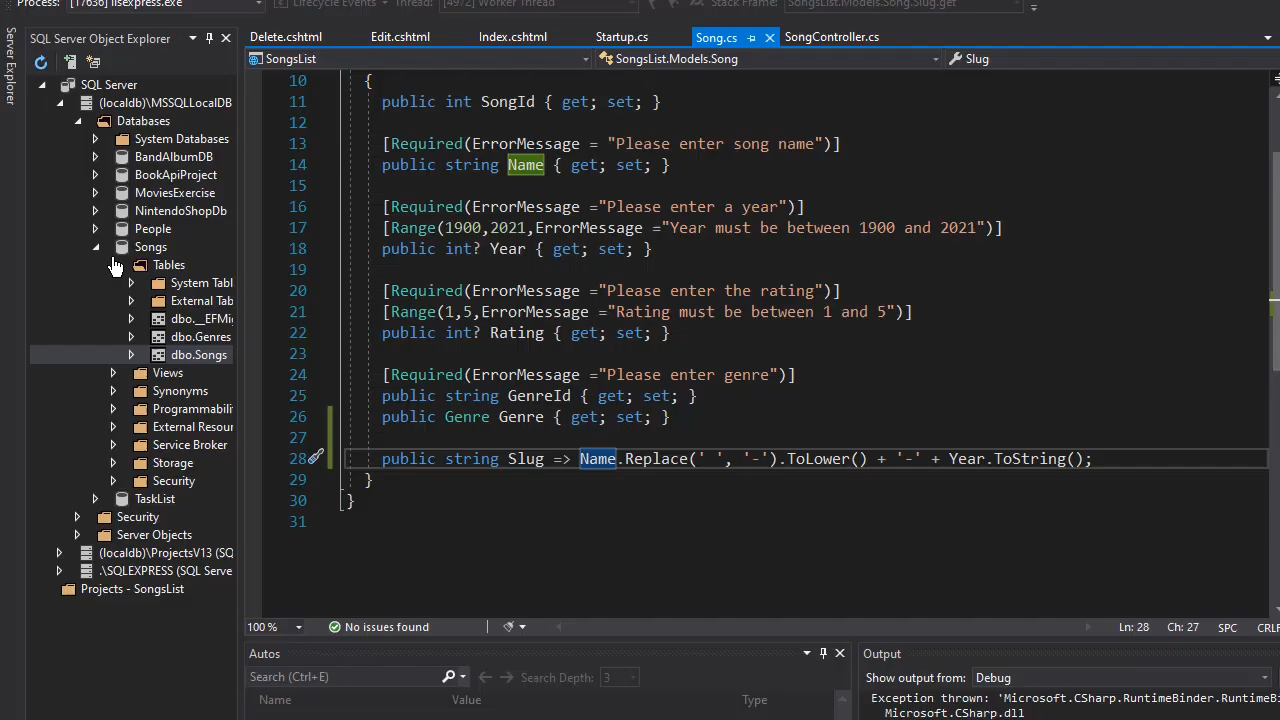 Process: [17636] iisexpress.exe Lifecycle Events Thread: [4972] Worker Thread Stack Frame: SongsList.Models.Song.Slug.get
Server Explorer
SQL Server Object Explorer
SQL Server
(localdb)\MSSQLLocalDB
Databases
System Databases
BandAlbumDB
BookApiProject
MoviesExercise
NintendoShopDb
People
Songs
Tables
System Tabl
External Tab
dbo.__EFMi
dbo.Genres
dbo.Songs
Views
Synonyms
Programmabili
External Resou
Service Broker
Storage
Security
TaskList
Security
Server Objects
(localdb)\ProjectsV13 (SQ
.\SQLEXPRESS (SQL Serve
Projects - SongsList
Delete.cshtml Edit.cshtml Index.cshtml Startup.cs Song.cs SongController.cs
SongsList SongsList.Models.Song Slug
10 {
11 public int SongId { get; set; }
12
13 [Required(ErrorMessage = "Please enter song name")]
14 public string Name { get; set; }
15
16 [Required(ErrorMessage ="Please enter a year")]
17 [Range(1900,2021,ErrorMessage ="Year must be between 1900 and 2021")]
18 public int? Year { get; set; }
19
20 [Required(ErrorMessage ="Please enter the rating")]
21 [Range(1,5,ErrorMessage ="Rating must be between 1 and 5")]
22 public int? Rating { get; set; }
23
24 [Required(ErrorMessage ="Please enter genre")]
25 public string GenreId { get; set; }
26 public Genre Genre { get; set; }
27
28 public string Slug => Name.Replace(' ', '-').ToLower() + '-' + Year.ToString();
29 }
30 }
31
100 % No issues found Ln: 28 Ch: 27 SPC CRLF
Autos
Search (Ctrl+E) Search Depth: 3
Name Value Type
Output
Show output from: Debug
Exception thrown: 'Microsoft.CSharp.RuntimeBinder.RuntimeBi
Microsoft.CSharp.dll